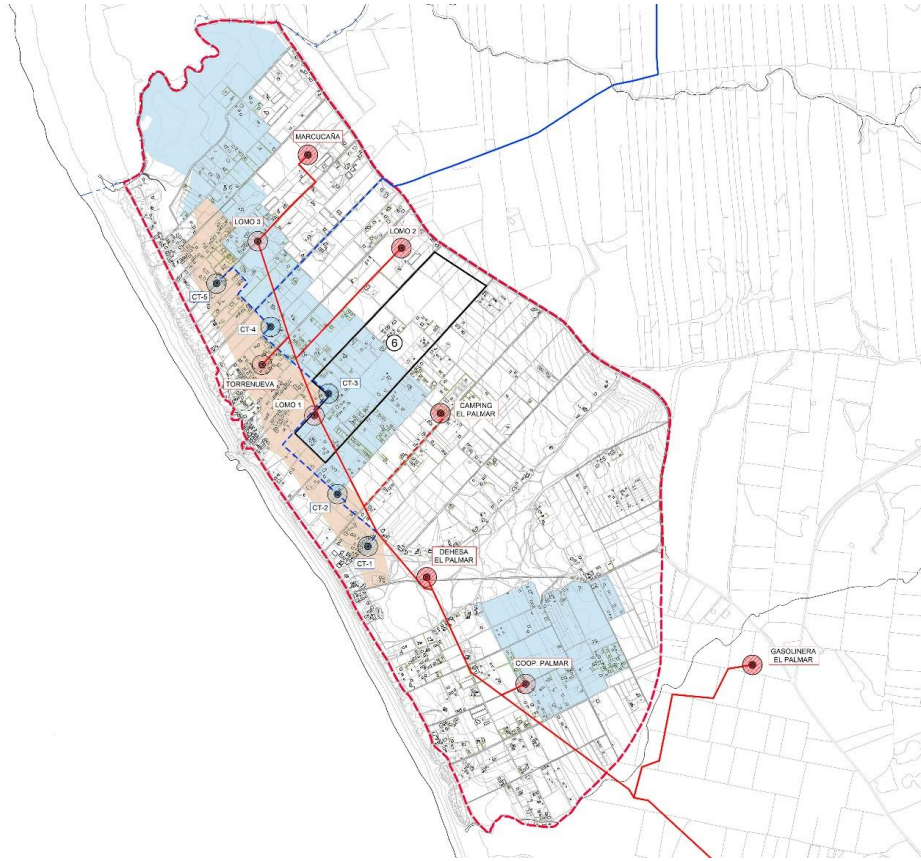 MARCUCAÑA
LOMO 3
LOMO 2
CT-5
CT-4
6
TORRENUEVA
CT-3
LOMO 1
CAMPING
EL PALMAR
CT-2
CT-1
DEHESA
EL PALMAR
COOP. PALMAR
GASOLINERA
EL PALMAR